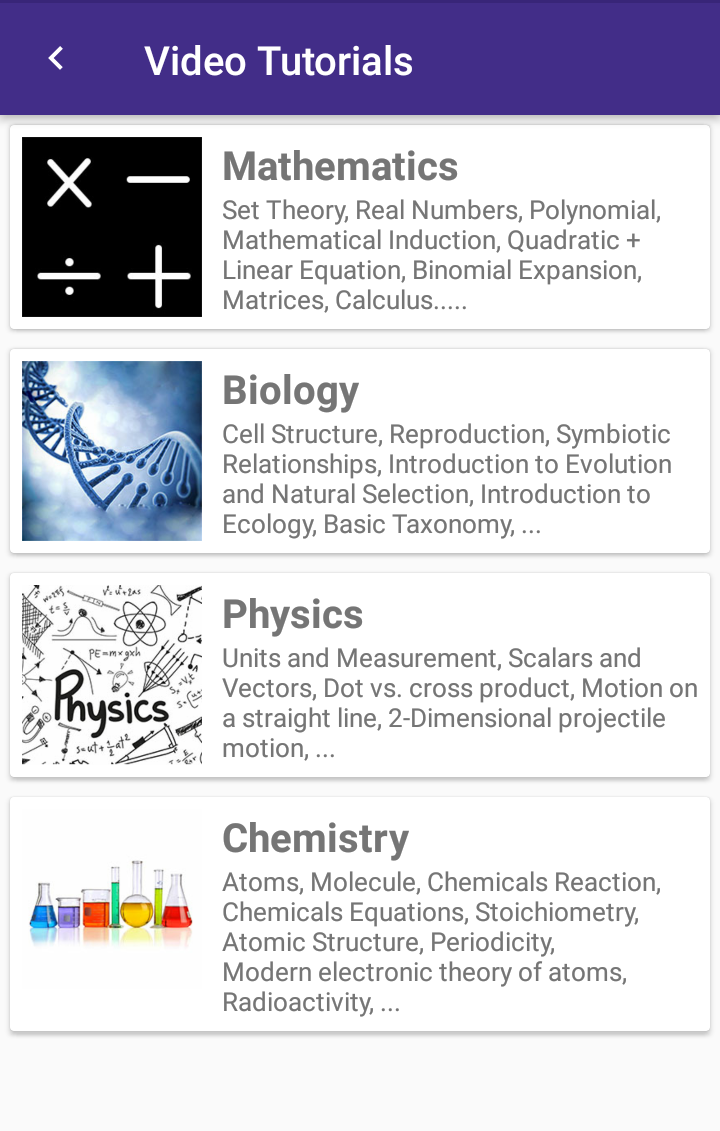 Video Tutorials
Mathematics
Set Theory, Real Numbers, Polynomial,
Mathematical Induction, Quadratic +
Linear Equation, Binomial Expansion,
Matrices, Calculus.....
Biology
Cell Structure, Reproduction, Symbiotic
Relationships, Introduction to Evolution
and Natural Selection, Introduction to
Ecology, Basic Taxonomy, ...
PE=mxgxh
Physics
Physics
Units and Measurement, Scalars and
Vectors, Dot vs. cross product, Motion on
a straight line, 2-Dimensional projectile
motion, ...
Chemistry
Atoms, Molecule, Chemicals Reaction,
Chemicals Equations, Stoichiometry,
Atomic Structure, Periodicity,
Modern electronic theory of atoms,
Radioactivity, ...